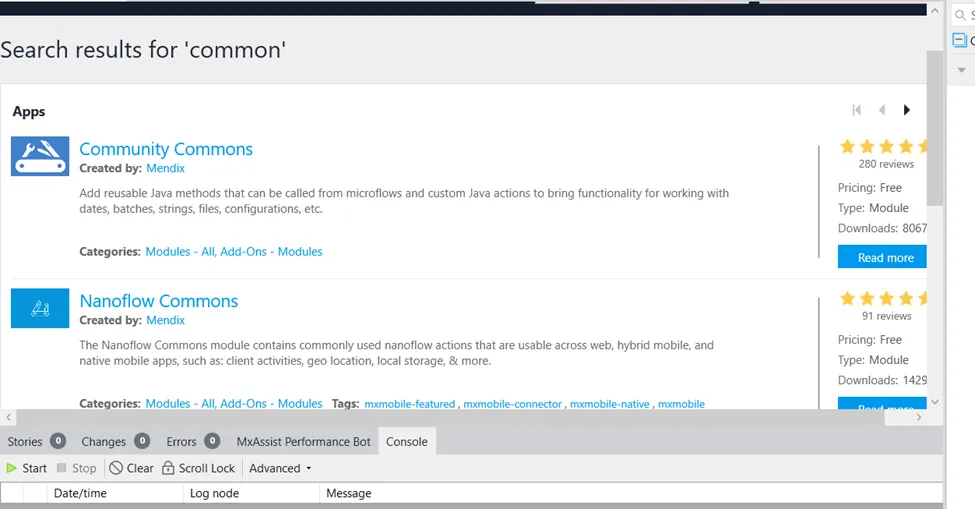 Search results for 'common'
Apps
Community Commons
Created by: Mendix
Add reusable Java methods that can be called from microflows and custom Java actions to bring functionality for working with
dates, batches, strings, files, configurations, etc.
Categories: Modules - All, Add-Ons - Modules
280 reviews
Pricing: Free
Type: Module
Downloads: 8067
Read more
Nanoflow Commons
Created by: Mendix
The Nanoflow Commons module contains commonly used nanoflow actions that are usable across web, hybrid mobile, and
native mobile apps, such as: client activities, geo location, local storage, & more.
Categories: Modules - All, Add-Ons - Modules Tags: mxmobile-featured , mxmobile-connector , mxmobile-native , mxmobile
91 reviews
Pricing: Free
Type: Module
Downloads: 1429
Read more
Stories 0 Changes 0 Errors 0 MxAssist Performance Bot Console
Start Stop Clear Scroll Lock Advanced
Date/time Log node Message